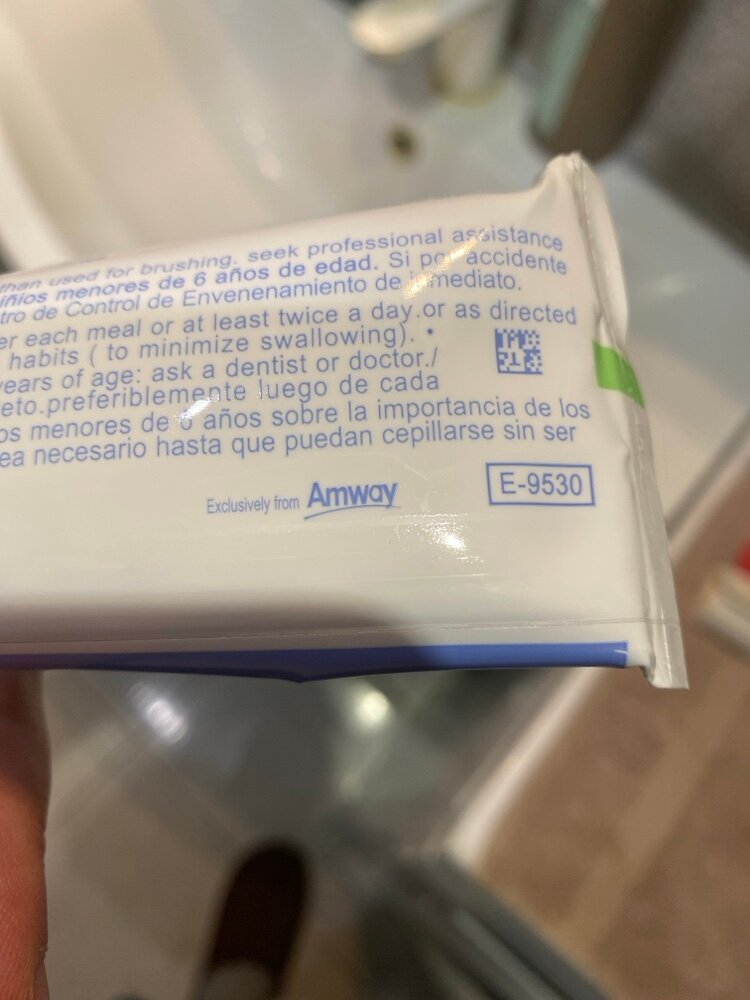 than used for brushing. seek professional assistance
iñios menores de 6 años de edad. Si por accidente
tro de Control de Envenenamiento de inmediato.
er each meal or at least twice a day.or as directed
habits ( to minimize swallowing). •
years of age: ask a dentist or doctor./
eto.preferiblemente luego de cada
os menores de 6 años sobre la importancia de los
ea necesario hasta que puedan cepillarse sin ser
Exclusively from Amway
E-9530